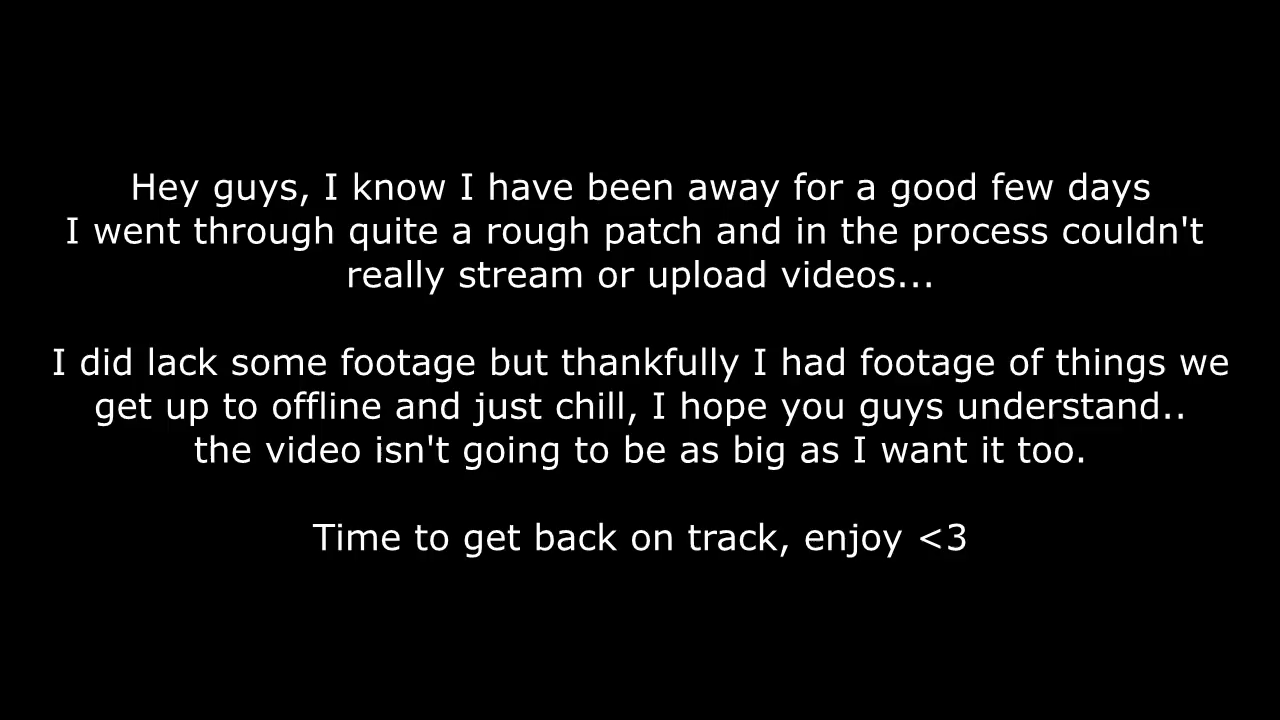 Hey guys, I know I have been away for a good few days
I went through quite a rough patch and in the process couldn't
really stream or upload videos...
I did lack some footage but thankfully I had footage of things we
get up to offline and just chill, I hope you guys understand..
the video isn't going to be as big as I want it too.
Time to get back on track, enjoy <3